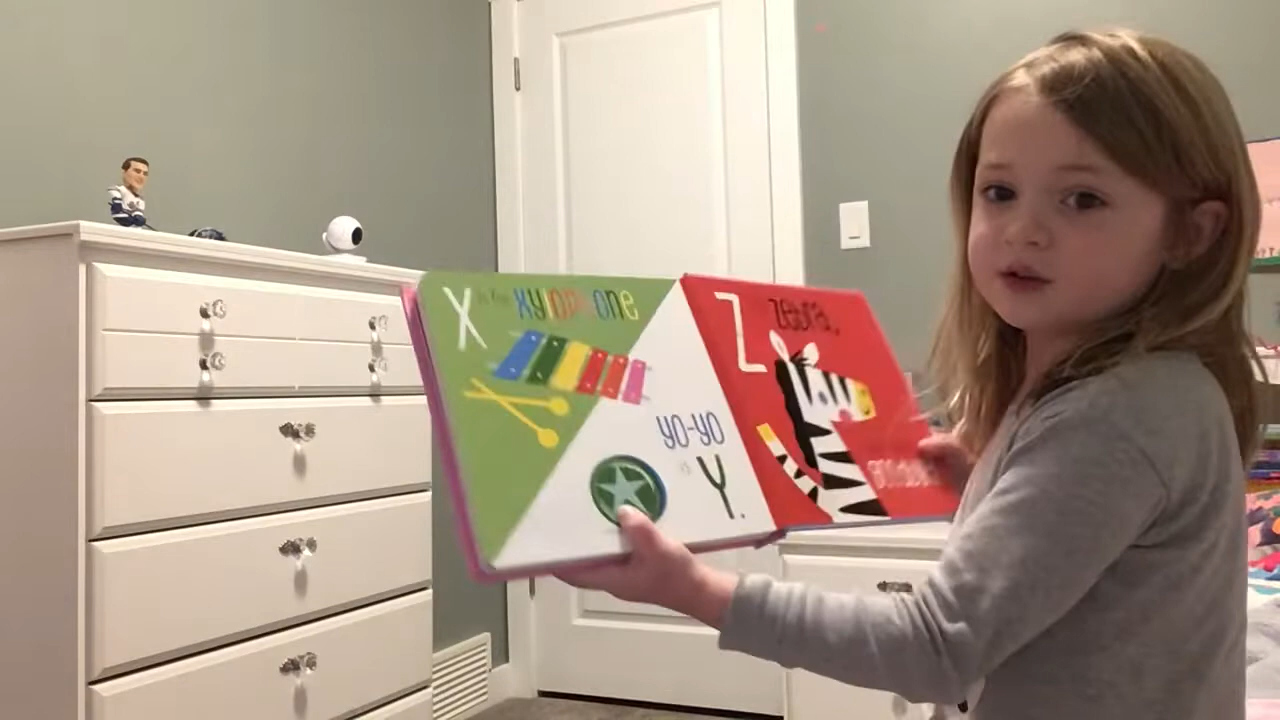 X is for xylophone
yo-yo
is Y.
Z
zebra,